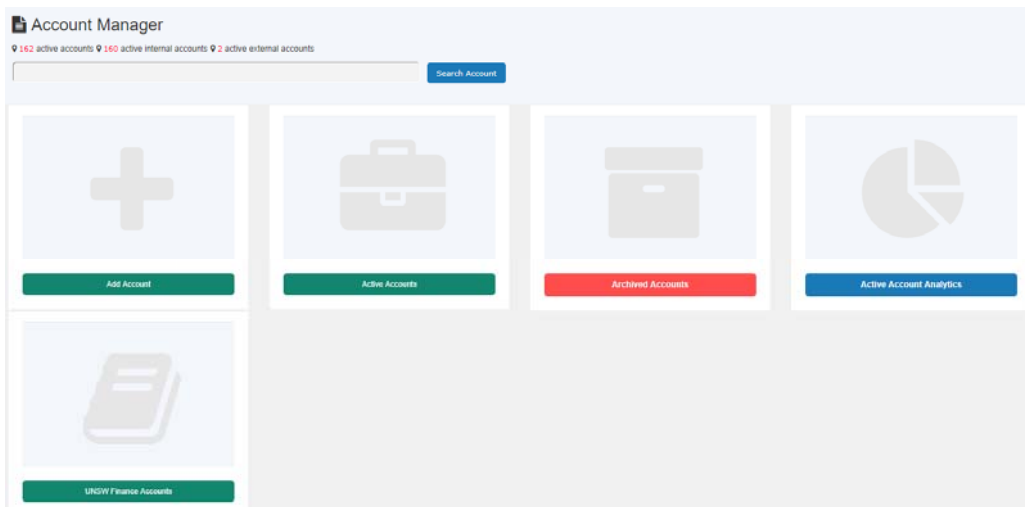 Account Manager
162 active accounts 160 active internal accounts 2 active external accounts
Search Account
Add Account
Active Accounts
Archived Accounts
Active Account Analytics
UNSW Finance Accounts